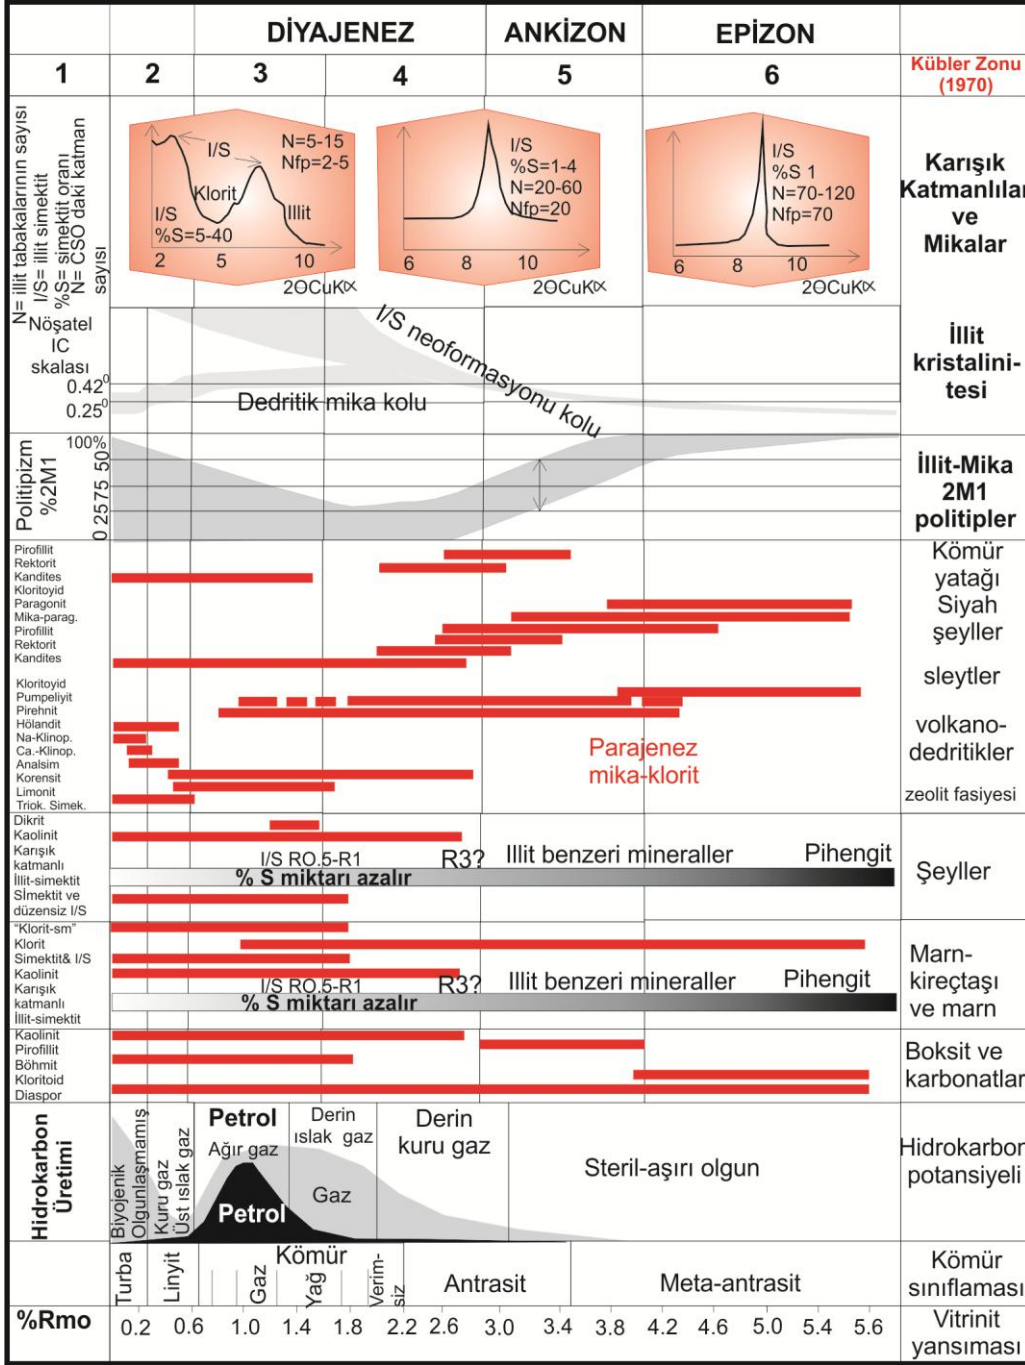 DİYAJENEZ ANKİZON EPİZON
1 2 3 4 5 6 Kübler Zonu
(1970)
N= illit tabakalarının sayısı
I/S= illit simektit
%S= simektit oranı
N= CSO daki katman
sayısı
I/S
N=5-15
Nfp=2-5
Klorit
I/S
%S=5-40
Illit
2 5 10
2ΘCuK∝
I/S
%S=1-4
N=20-60
Nfp=20
6 8 10
2ΘCuK∝
I/S
%S 1
N=70-120
Nfp=70
6 8 10
2ΘCuK∝
Karışık
Katmanlılar
ve
Mikalar
Nöşatel
IC
skalası
0.42⁰
0.25⁰
I/S neoformasyonu kolu
Dedritik mika kolu
İllit
kristalini-
tesi
Politipizm
%2M1
100%
50
75
25
0
İllit-Mika
2M1
politipler
Pirofillit
Rektorit
Kandites
Kloritoyid
Paragonit
Mika-parag.
Pirofillit
Rektorit
Kandites
Kömür
yatağı
Siyah
şeyller
sleytler
Kloritoyid
Pumpeliyit
Pirehnit
Hölandit
Na-Klinop.
Ca.-Klinop.
Analsim
Korensit
Limonit
Triok. Simek.
Parajenez
mika-klorit
volkano-
dedritikler
zeolit fasiyesi
Dikrit
Kaolinit
Karışık
katmanlı
İllit-simektit
Sİmektit ve
düzensiz I/S
I/S RO.5-R1 R3? Illit benzeri mineraller Pihengit
% S miktarı azalır
Şeyller
“Klorit-sm”
Klorit
Simektit& I/S
Kaolinit
Karışık
katmanlı
İllit-simektit
I/S RO.5-R1 R3? Illit benzeri mineraller Pihengit
% S miktarı azalır
Marn-
kireçtaşı
ve marn
Kaolinit
Pirofillit
Böhmit
Kloritoid
Diaspor
Boksit ve
karbonatlar
Hidrokarbon
Üretimi
Biyojenik
Olgunlaşmamış
Kuru gaz
Üst ıslak gaz
Petrol
Ağır gaz
Petrol
Derin
ıslak gaz
Gaz
Derin
kuru gaz
Steril-aşırı olgun
Hidrokarbon
potansiyeli
Turba
Linyit
Kömür
Gaz
Yağ
Verim-
siz
Antrasit
Meta-antrasit
Kömür
sınıflaması
%Rmo 0.2 0.6 1.0 1.4 1.8 2.2 2.6 3.0 3.4 3.8 4.2 4.6 5.0 5.2 5.6 Vitrinit
yansıması